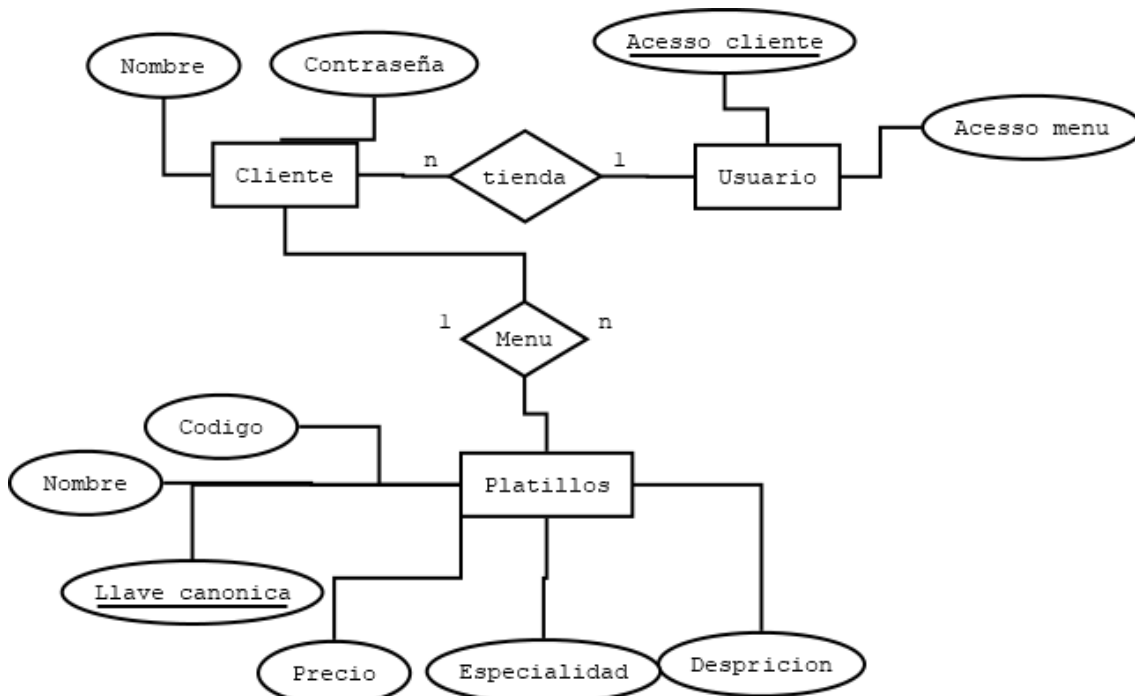 Acesso cliente
Nombre
Contraseña
Acesso menu
n
1
Cliente
tienda
Usuario
1
n
Menu
Codigo
Nombre
Platillos
Llave canonica
Precio
Especialidad
Despricion